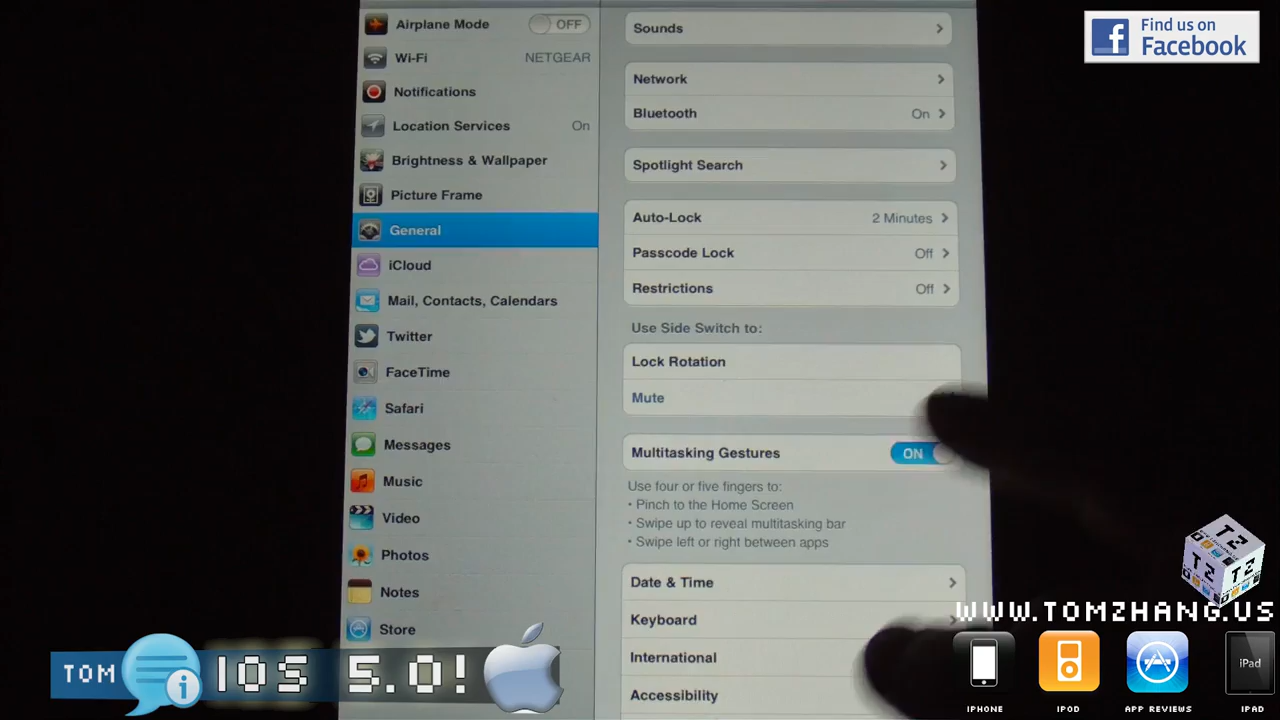 Airplane Mode OFF
Wi-Fi NETGEAR
Notifications
Location Services On
Brightness & Wallpaper
Picture Frame
General
iCloud
Mail, Contacts, Calendars
Twitter
FaceTime
Safari
Messages
Music
Video
Photos
Notes
Store
Sounds
Network
Bluetooth On
Spotlight Search
Auto-Lock 2 Minutes
Passcode Lock Off
Restrictions Off
Use Side Switch to:
Lock Rotation
Mute
Multitasking Gestures ON
Use four or five fingers to:
• Pinch to the Home Screen
• Swipe up to reveal multitasking bar
• Swipe left or right between apps
Date & Time
Keyboard
International
Accessibility
Find us on
Facebook
TZ
TZ
TZ
WWW.TOMZHANG.US
iPad
IPHONE IPOD APP REVIEWS IPAD
TOM i IOS 5.0!